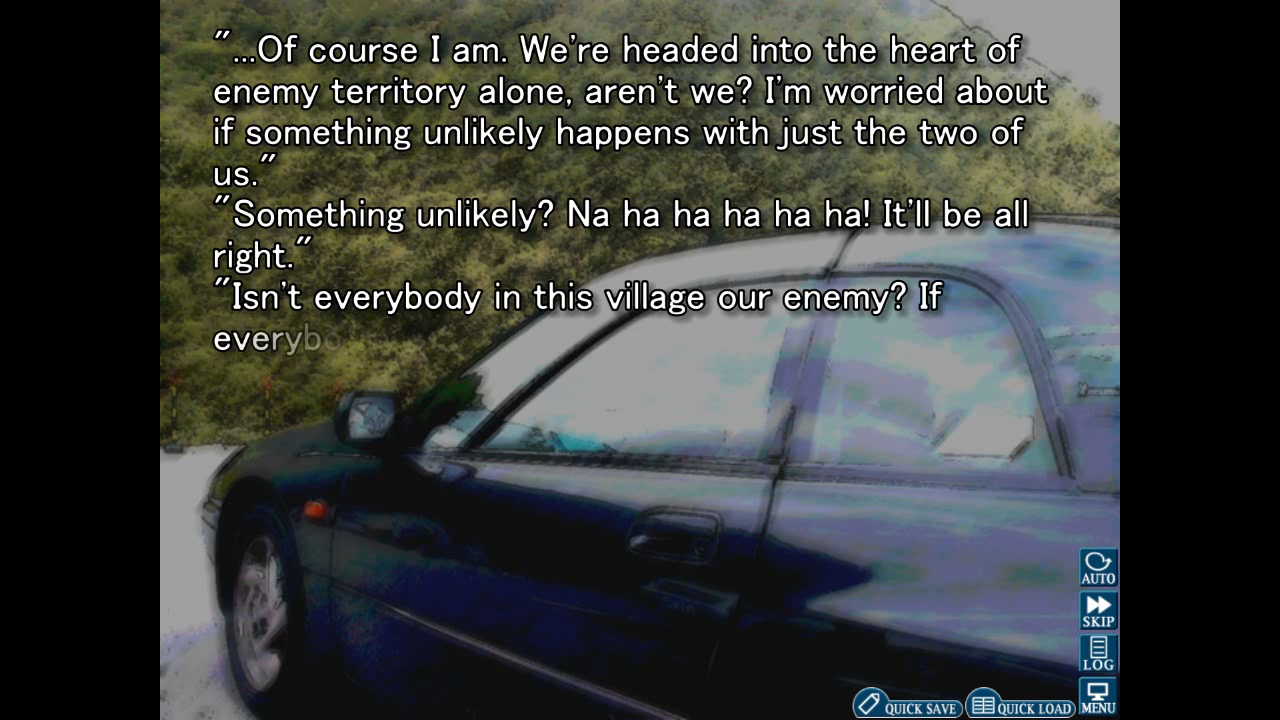 "...Of course I am. We're headed into the heart of
enemy territory alone, aren't we? I'm worried about
if something unlikely happens with just the two of
us."
"Something unlikely? Na ha ha ha ha ha! It'll be all
right."
"Isn't everybody in this village our enemy? If
everybo
AUTO
SKIP
LOG
QUICK SAVE
QUICK LOAD
MENU